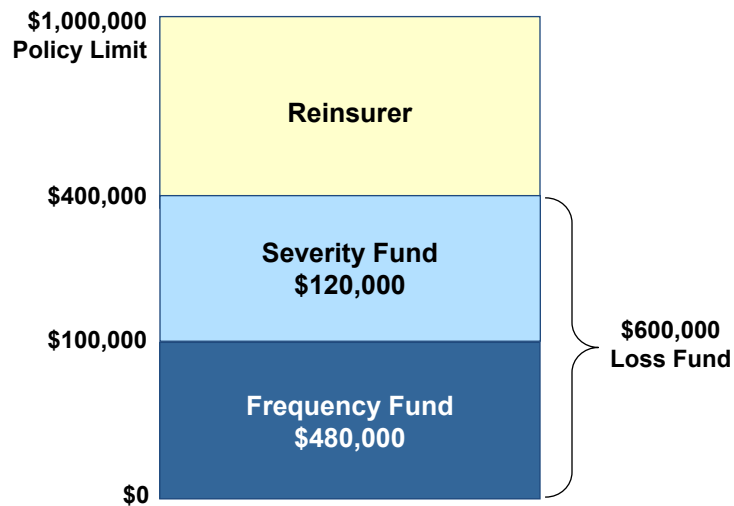 $1,000,000
Policy Limit
Reinsurer
$400,000
Severity Fund
$120,000
$100,000
$600,000
Loss Fund
Frequency Fund
$480,000
$0